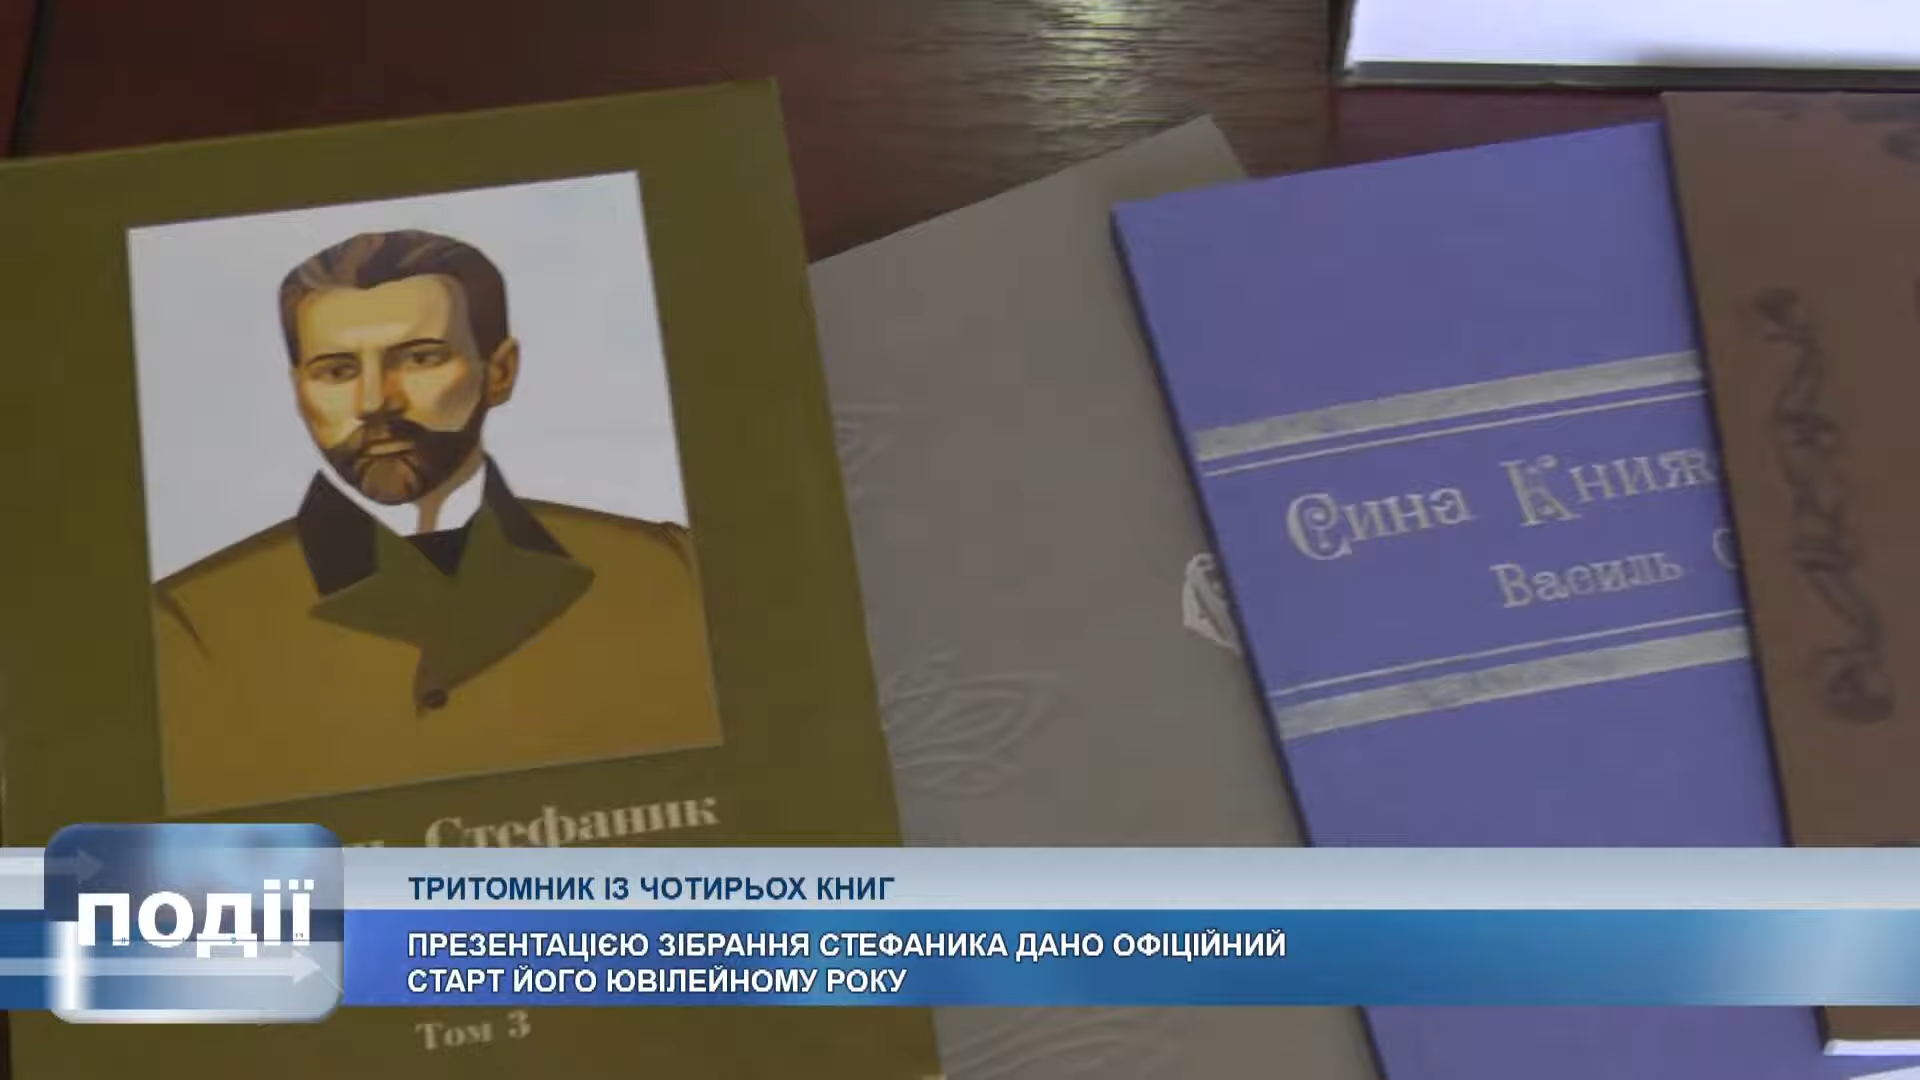 Сина Книж
Василь С
Стефаник
ТРИТОМНИК ІЗ ЧОТИРЬОХ КНИГ
події
ПРЕЗЕНТАЦІЄЮ ЗІБРАННЯ СТЕФАНИКА ДАНО ОФІЦІЙНИЙ
СТАРТ ЙОГО ЮВІЛЕЙНОМУ РОКУ
Том 3